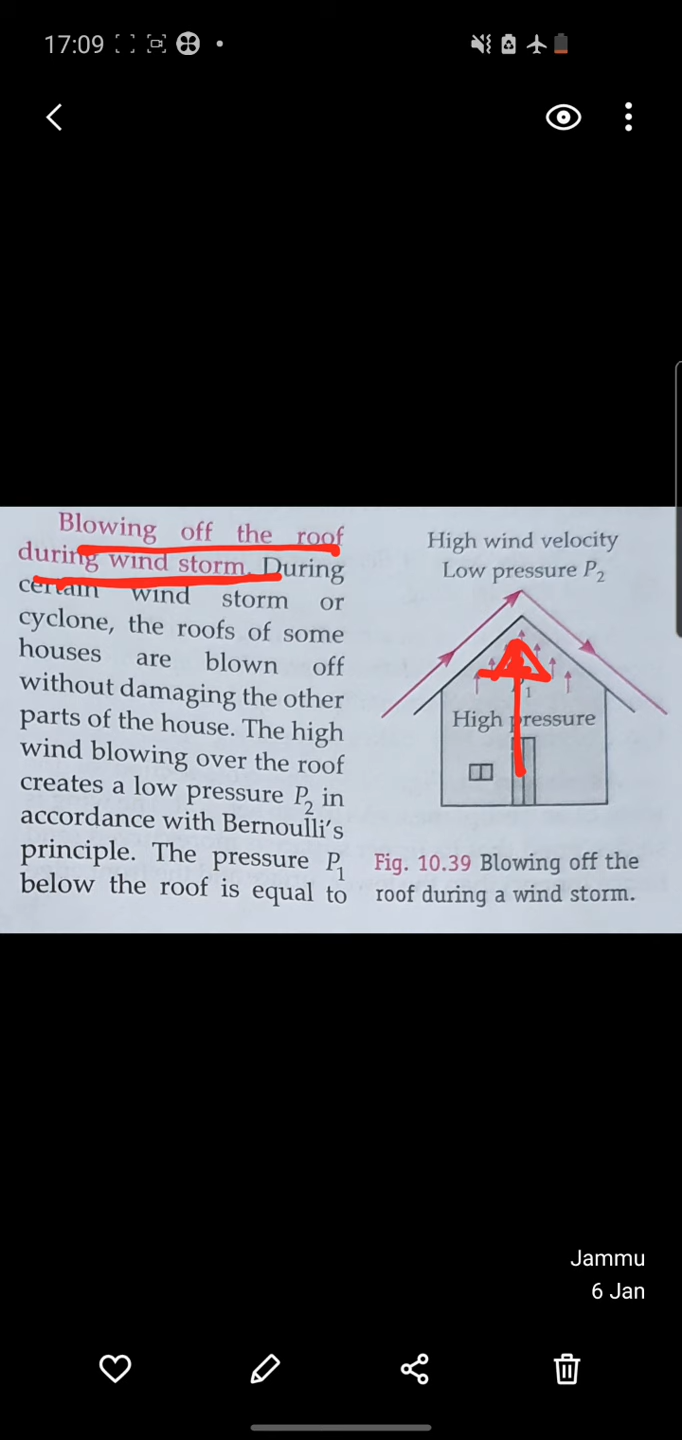 17:09
Blowing off the roof
during wind storm. During
certain wind storm or
cyclone, the roofs of some
houses are blown off
without damaging the other
parts of the house. The high
wind blowing over the roof
creates a low pressure P₂ in
accordance with Bernoulli's
principle. The pressure P₁
below the roof is equal to
High wind velocity
Low pressure P₂
P₁
High pressure
Fig. 10.39 Blowing off the
roof during a wind storm.
Jammu
6 Jan